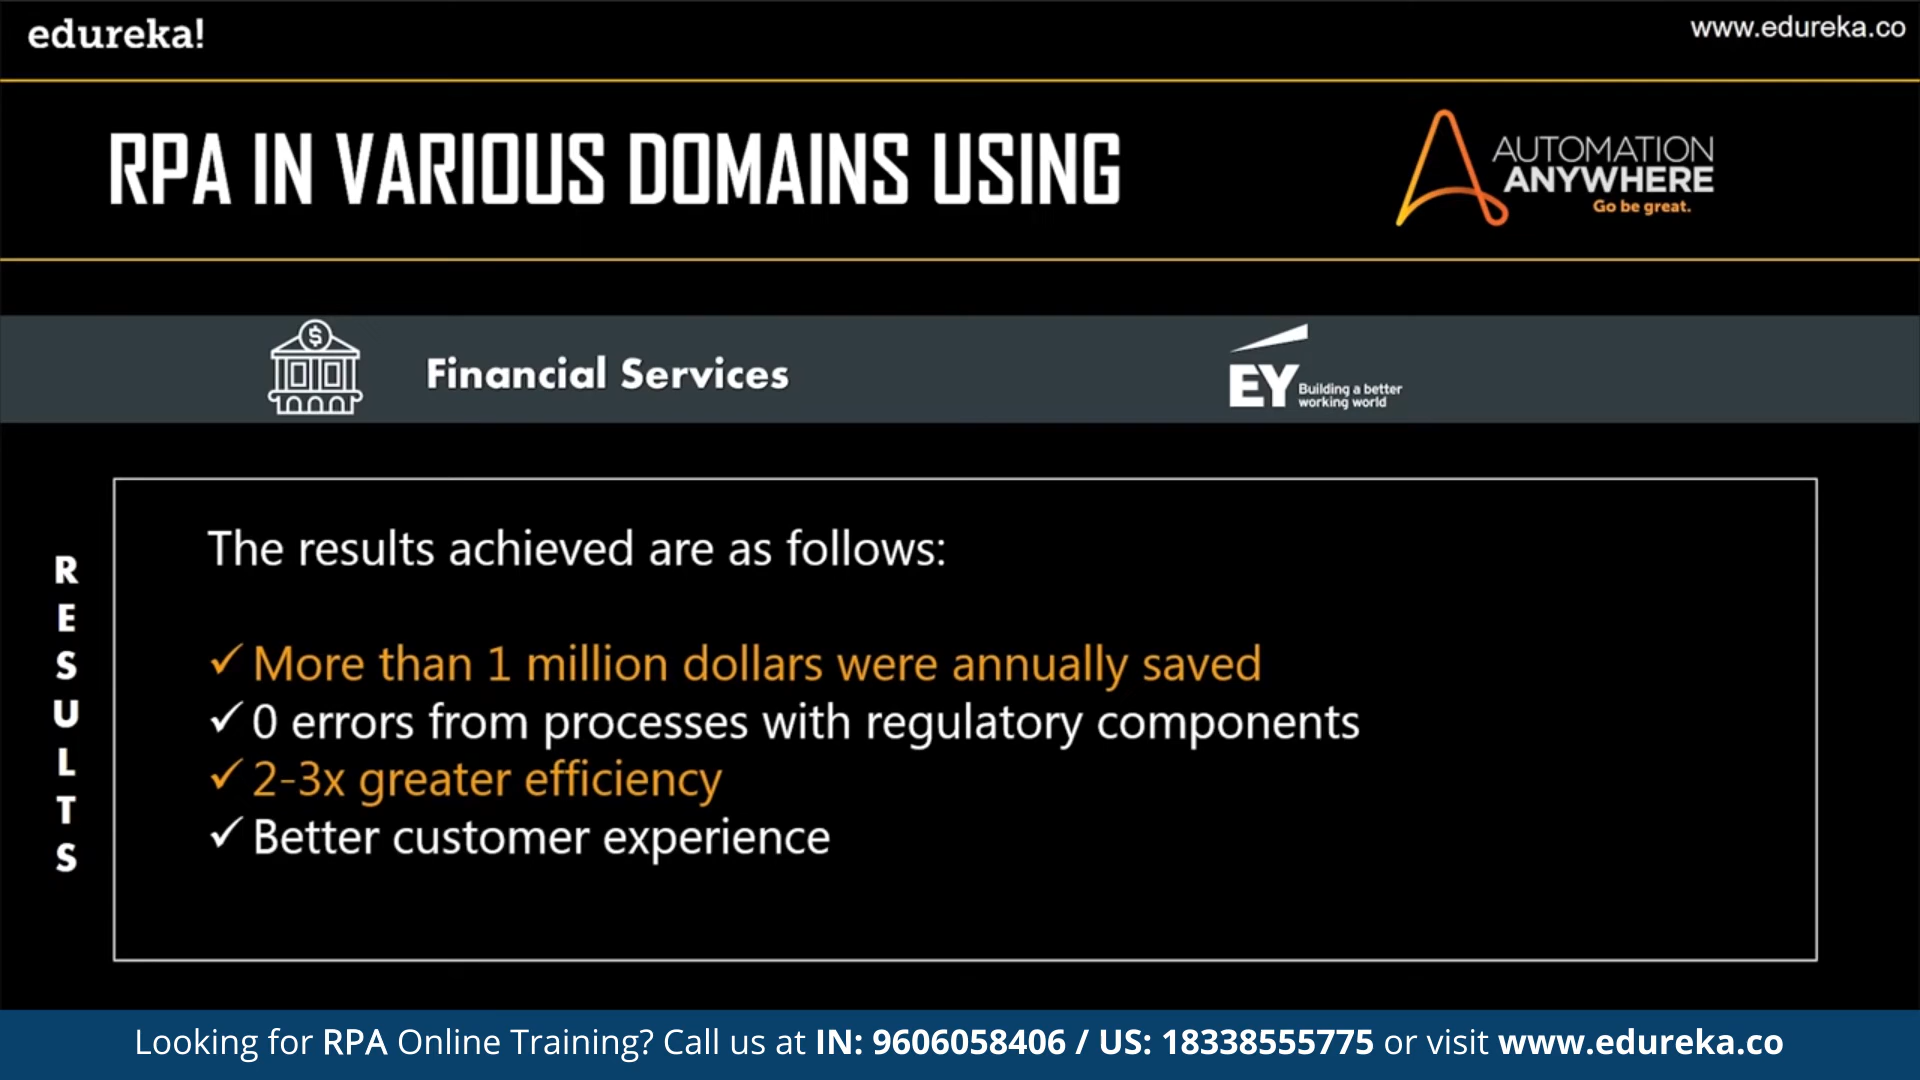 edureka!
www.edureka.co
RPA IN VARIOUS DOMAINS USING
AUTOMATION
ANYWHERE
Go be great.
$
Financial Services
EY Building a better
working world
RESULTS
The results achieved are as follows:
✓ More than 1 million dollars were annually saved
✓ 0 errors from processes with regulatory components
✓ 2-3x greater efficiency
✓ Better customer experience
Looking for RPA Online Training? Call us at IN: 9606058406 / US: 18338555775 or visit www.edureka.co